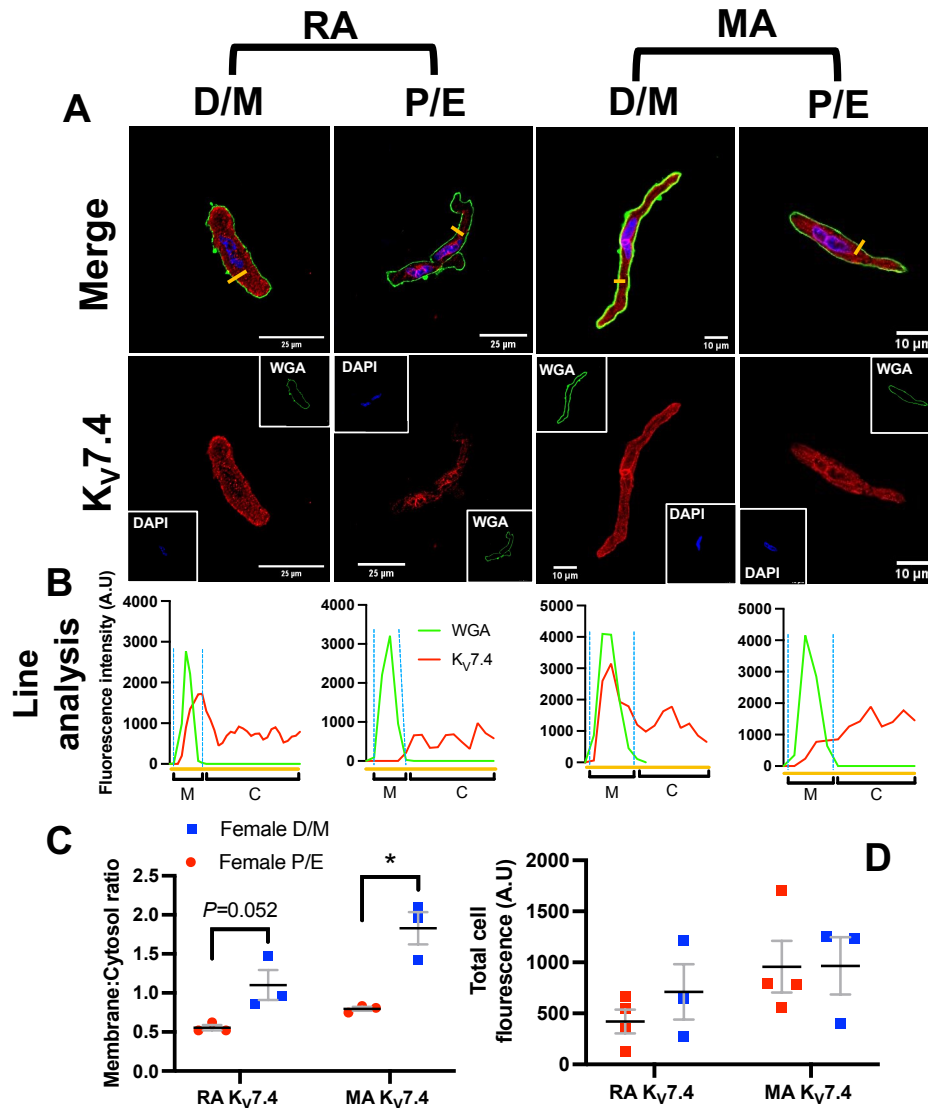 RA MA
D/M P/E D/M P/E
A
Merge
25 µm 25 µm 10 µm 10 µm
WGA DAPI WGA WGA
KV7.4
DAPI WGA DAPI DAPI
25 µm 25 µm 10 µm 10 µm
B
Line analysis
Fluorescence intensity (A.U)
4000
3000
2000
1000
0
M C
4000
3000
2000
1000
0
M C
WGA
KV7.4
5000
4000
3000
2000
1000
0
M C
5000
4000
3000
2000
1000
0
M C
C
Female D/M
Female P/E
Membrane:Cytosol ratio
2.5
2.0
1.5
1.0
0.5
0.0
P=0.052
*
RA KV7.4 MA KV7.4
D
Total cell
flourescence (A.U)
2000
1500
1000
500
0
RA KV7.4 MA KV7.4